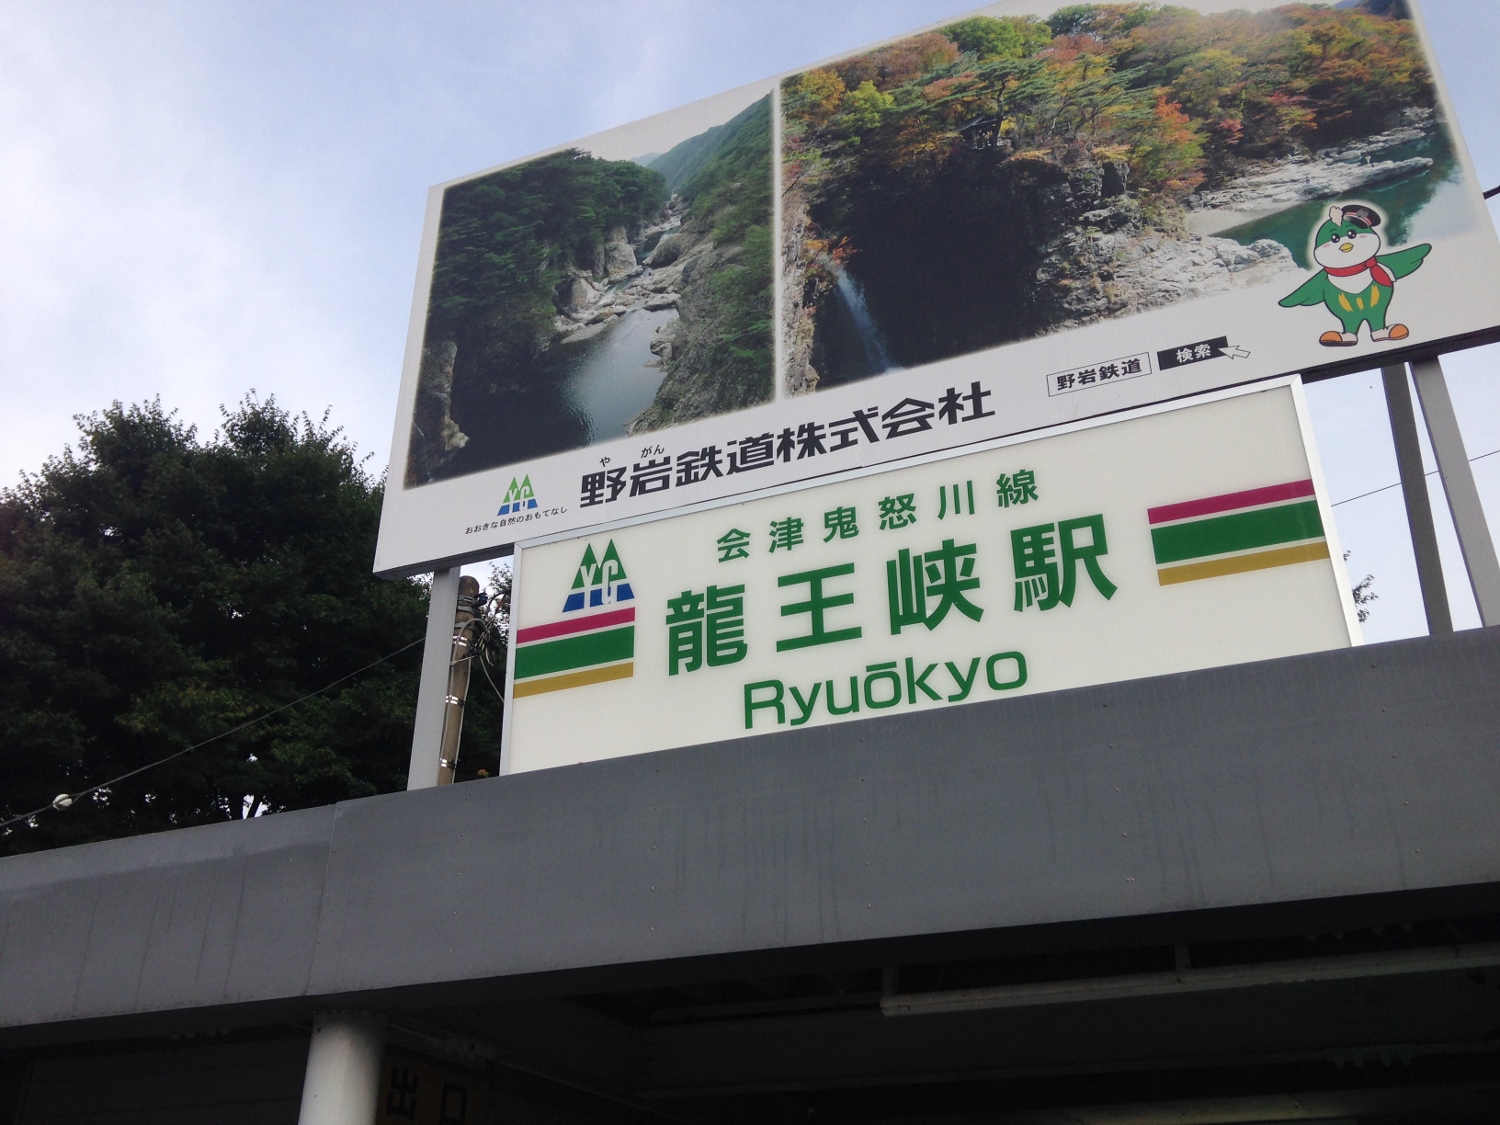 やがん
野岩鉄道株式会社
野岩鉄道 検索
YG
おおきな自然のおもてなし
YG
会津鬼怒川線
龍王峡駅
Ryuōkyo
出口